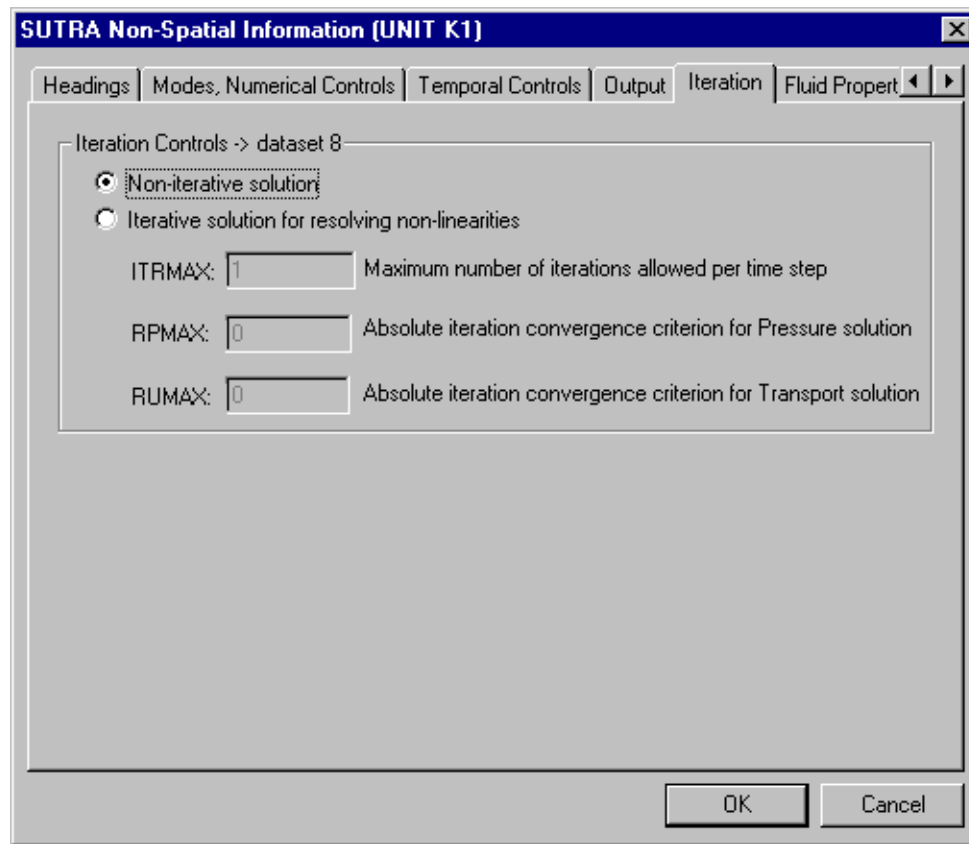 SUTRA Non-Spatial Information (UNIT K1)
Headings Modes, Numerical Controls Temporal Controls Output Iteration Fluid Propert
Iteration Controls -> dataset 8
Non-iterative solution
Iterative solution for resolving non-linearities
ITRMAX: 1 Maximum number of iterations allowed per time step
RPMAX: 0 Absolute iteration convergence criterion for Pressure solution
RUMAX: 0 Absolute iteration convergence criterion for Transport solution
OK Cancel